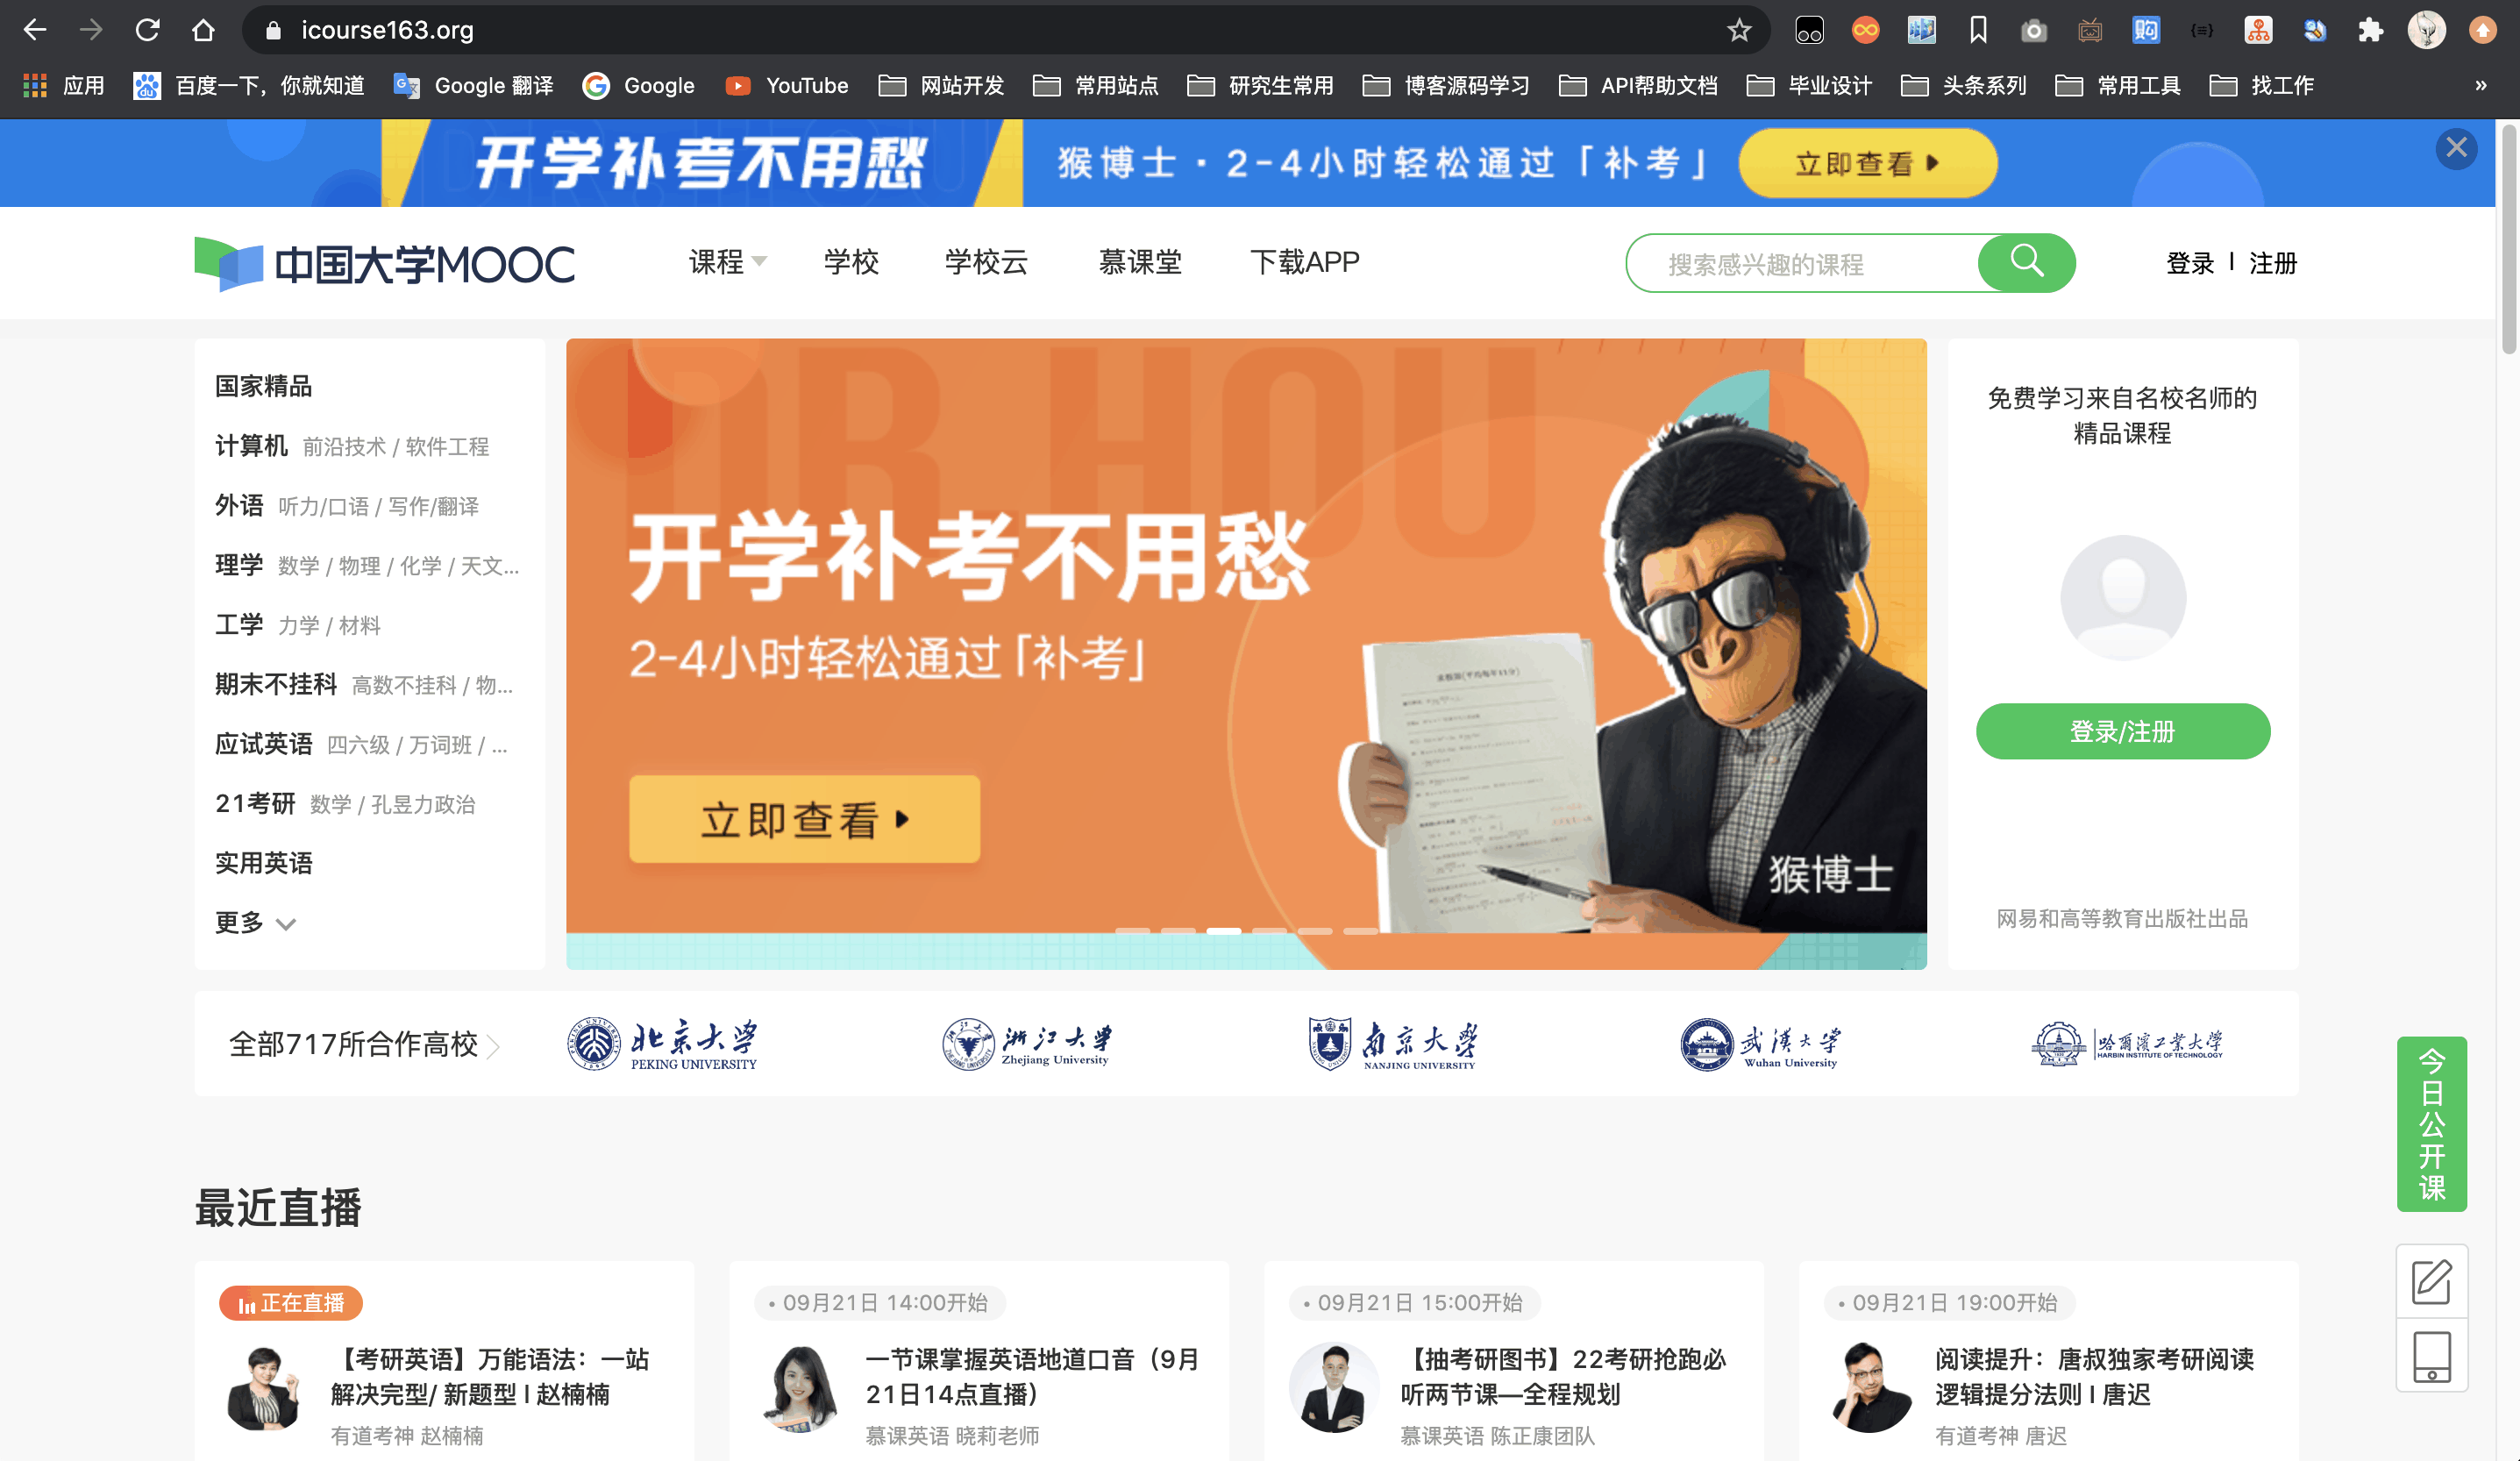 icourse163.org
应用 百度一下，你就知道 Google 翻译 Google YouTube 网站开发 常用站点 研究生常用 博客源码学习 API帮助文档 毕业设计 头条系列 常用工具 找工作 »
开学补考不用愁 猴博士·2-4小时轻松通过「补考」 立即查看
中国大学MOOC 课程 学校 学校云 慕课堂 下载APP 搜索感兴趣的课程 登录 | 注册
国家精品
计算机 前沿技术 / 软件工程
外语 听力/口语 / 写作/翻译
理学 数学 / 物理 / 化学 / 天文...
工学 力学 / 材料
期末不挂科 高数不挂科 / 物...
应试英语 四六级 / 万词班 / ...
21考研 数学 / 孔昱力政治
实用英语
更多
DR HOU
开学补考不用愁
2-4小时轻松通过「补考」
立即查看
猴博士
免费学习来自名校名师的
精品课程
登录/注册
网易和高等教育出版社出品
全部717所合作高校
北京大学
PEKING UNIVERSITY
浙江大学
Zhejiang University
南京大学
NANJING UNIVERSITY
武汉大学
Wuhan University
哈尔滨工业大学
HARBIN INSTITUTE OF TECHNOLOGY
今日公开课
最近直播
正在直播
【考研英语】万能语法：一站
解决完型/ 新题型 l 赵楠楠
有道考神 赵楠楠
• 09月21日 14:00开始
一节课掌握英语地道口音（9月
21日14点直播）
慕课英语 晓莉老师
• 09月21日 15:00开始
【抽考研图书】22考研抢跑必
听两节课—全程规划
慕课英语 陈正康团队
• 09月21日 19:00开始
阅读提升：唐叔独家考研阅读
逻辑提分法则 l 唐迟
有道考神 唐迟